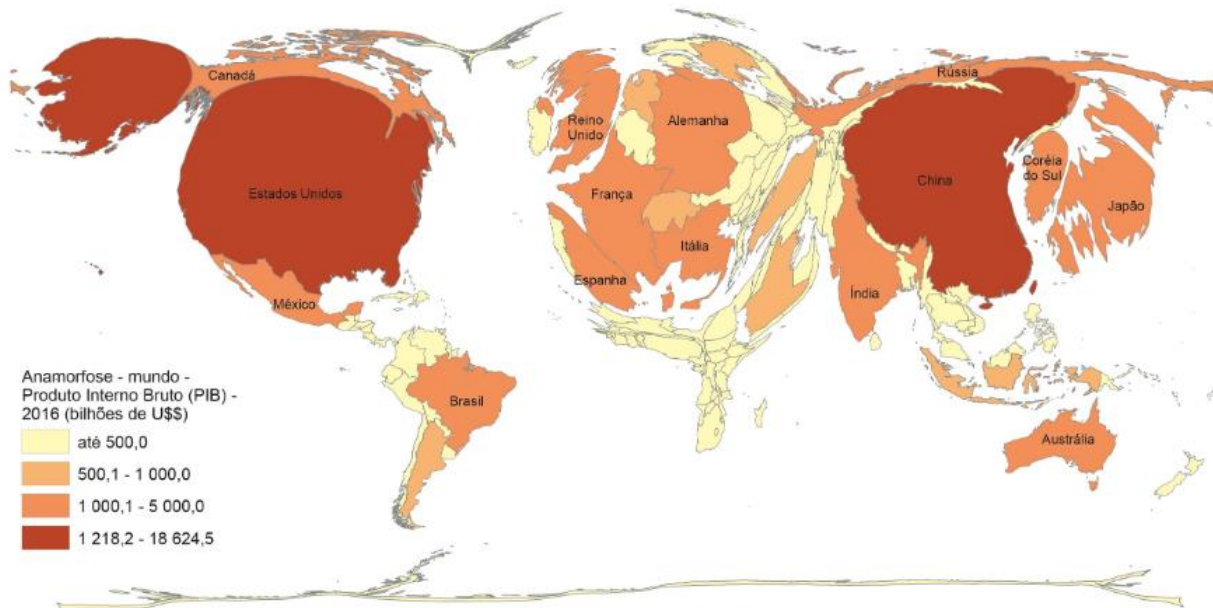 Canadá
Rússia
Reino
Unido
Alemanha
Estados Unidos
França
China
Coréia
do Sul
Japão
Itália
Espanha
Índia
México
Brasil
Austrália
Anamorfose - mundo -
Produto Interno Bruto (PIB) -
2016 (bilhões de U$$)
até 500,0
500,1 - 1 000,0
1 000,1 - 5 000,0
1 218,2 - 18 624,5